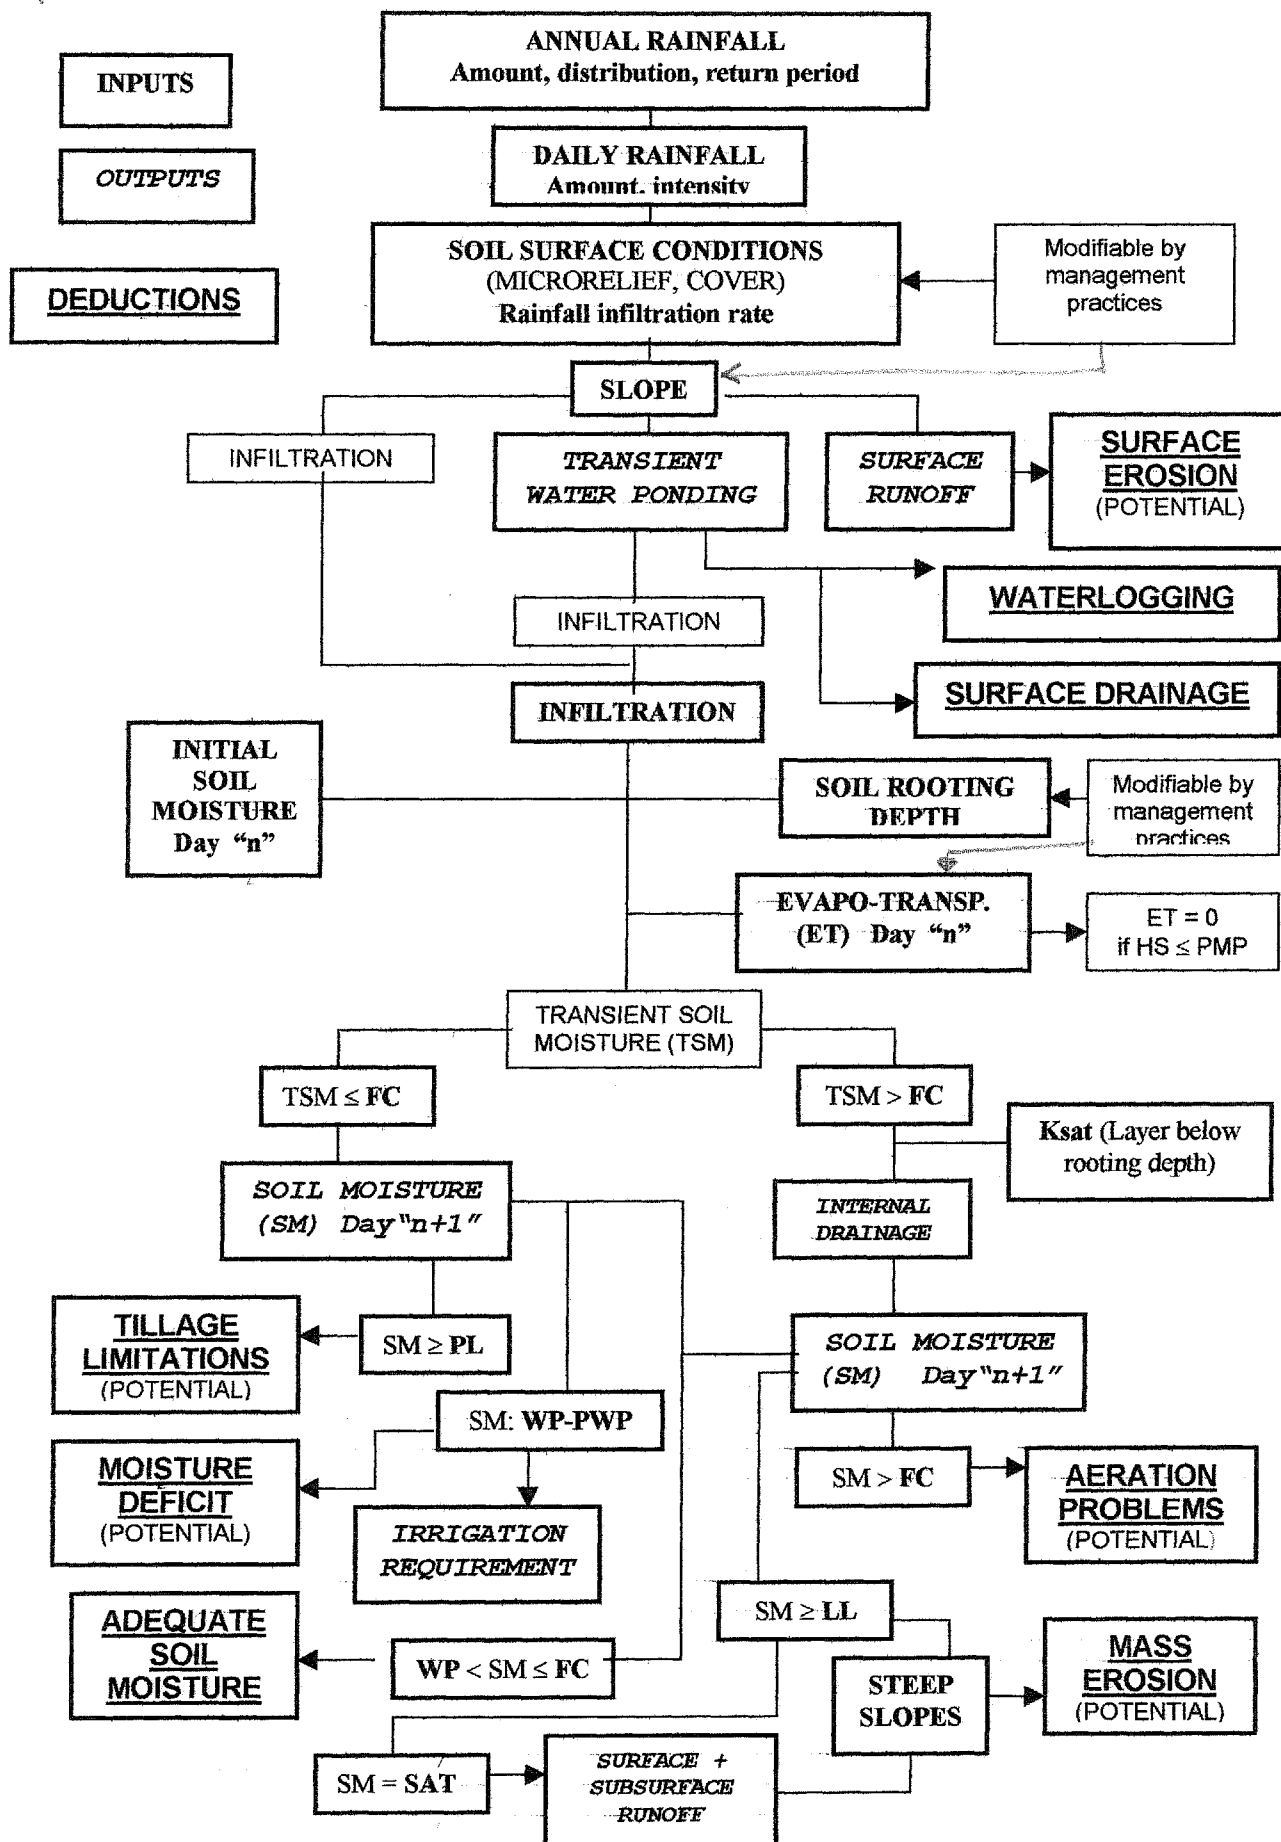 ANNUAL RAINFALL
Amount, distribution, return period
INPUTS
DAILY RAINFALL
Amount, intensity
OUTPUTS
SOIL SURFACE CONDITIONS
(MICRORELIEF, COVER)
Rainfall infiltration rate
Modifiable by
management
practices
DEDUCTIONS
SLOPE
INFILTRATION
TRANSIENT
WATER PONDING
SURFACE
RUNOFF
SURFACE
EROSION
(POTENTIAL)
WATERLOGGING
INFILTRATION
SURFACE DRAINAGE
INFILTRATION
INITIAL
SOIL
MOISTURE
Day “n”
SOIL ROOTING
DEPTH
Modifiable by
management
practices
EVAPO-TRANSP.
(ET) Day “n”
ET = 0
if HS ≤ PMP
TRANSIENT SOIL
MOISTURE (TSM)
TSM ≤ FC
TSM > FC
Ksat (Layer below
rooting depth)
SOIL MOISTURE
(SM) Day“n+1”
INTERNAL
DRAINAGE
TILLAGE
LIMITATIONS
(POTENTIAL)
SM ≥ PL
SOIL MOISTURE
(SM) Day“n+1”
SM: WP-PWP
MOISTURE
DEFICIT
(POTENTIAL)
SM > FC
AERATION
PROBLEMS
(POTENTIAL)
IRRIGATION
REQUIREMENT
SM ≥ LL
ADEQUATE
SOIL
MOISTURE
WP < SM ≤ FC
STEEP
SLOPES
MASS
EROSION
(POTENTIAL)
SM = SAT
SURFACE +
SUBSURFACE
RUNOFF